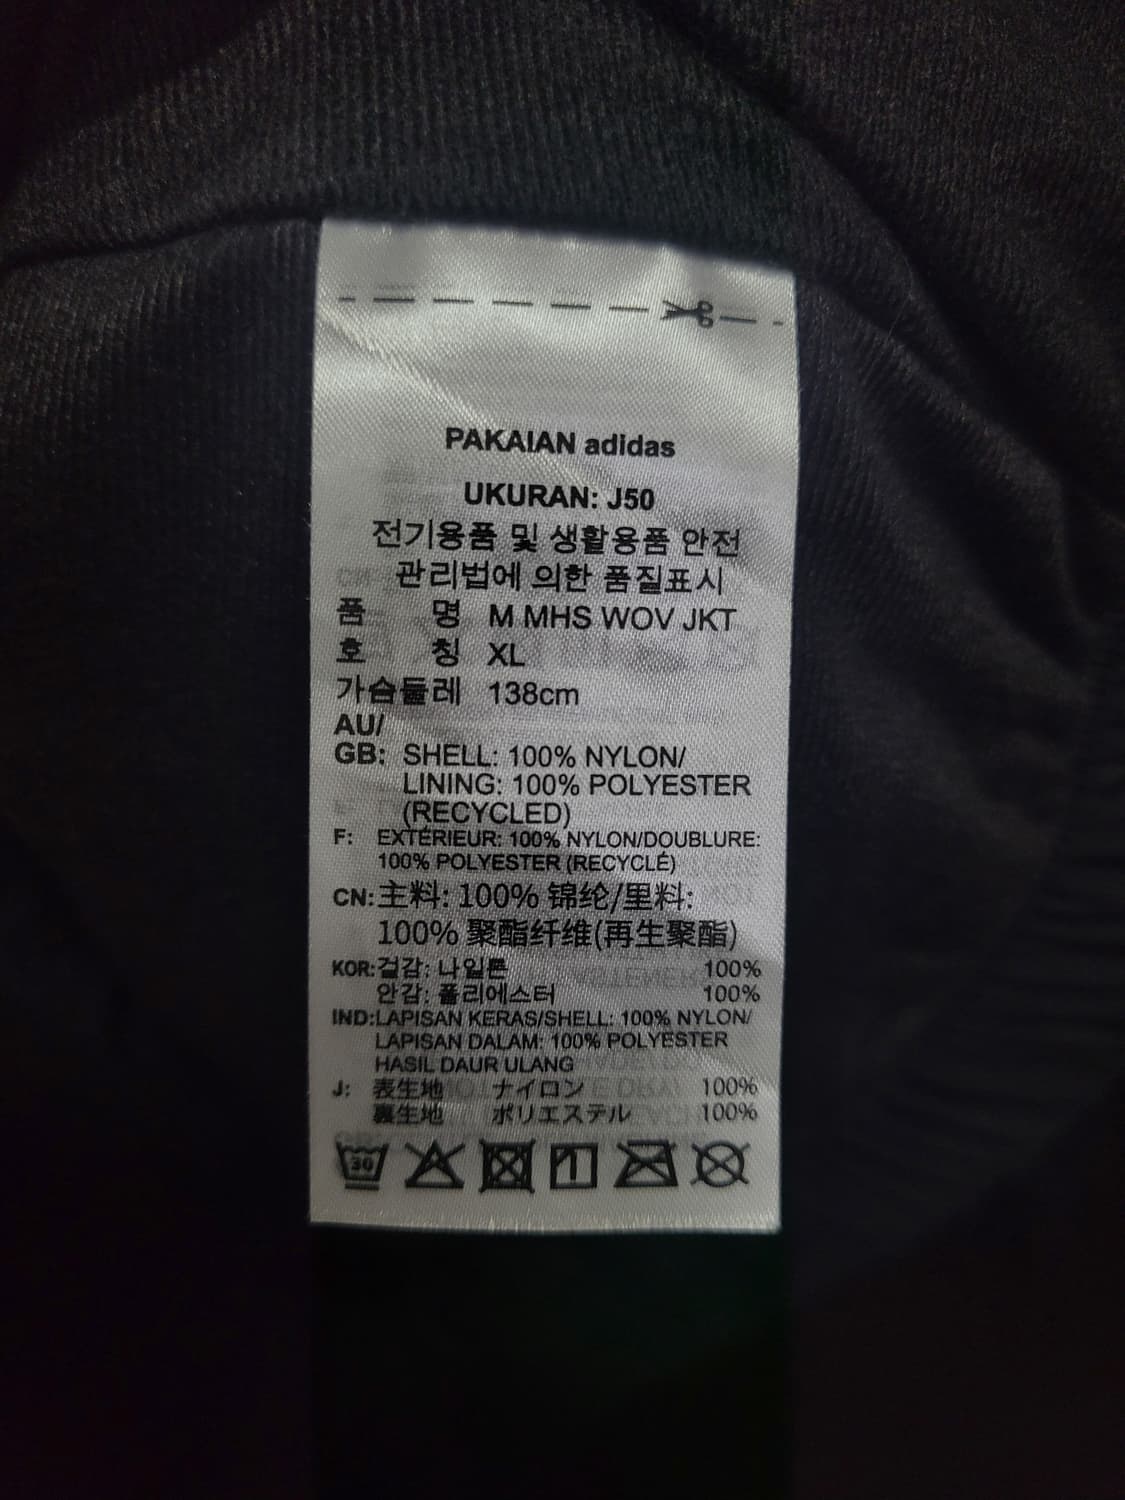 PAKAIAN adidas
UKURAN: J50
전기용품 및 생활용품 안전
관리법에 의한 품질표시
품 명 M MHS WOV JKT
호 칭 XL
가슴둘레 138cm
AU/
GB: SHELL: 100% NYLON/
LINING: 100% POLYESTER
(RECYCLED)
F: EXTÉRIEUR: 100% NYLON/DOUBLURE:
100% POLYESTER (RECYCLÉ)
CN: 主料: 100% 锦纶/里料:
100% 聚酯纤维(再生聚酯)
KOR: 겉감: 나일론 100%
안감: 폴리에스터 100%
IND: LAPISAN KERAS/SHELL: 100% NYLON/
LAPISAN DALAM: 100% POLYESTER
HASIL DAUR ULANG
J: 表生地 ナイロン 100%
裏生地 ポリエステル 100%
30